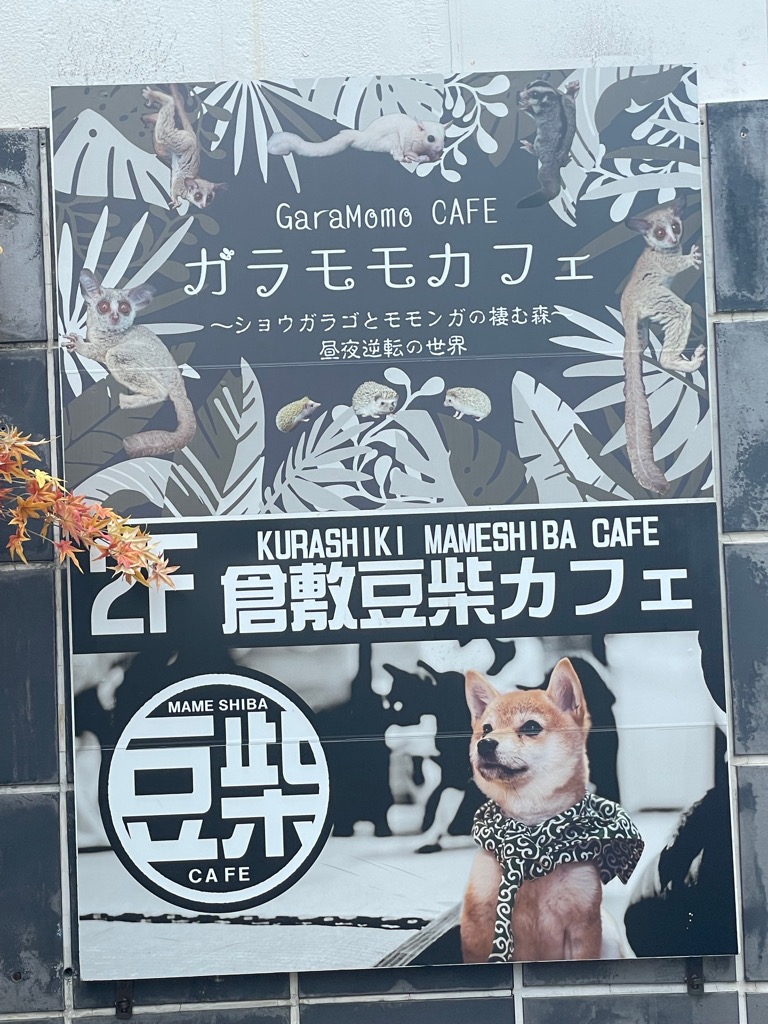 GaraMomo CAFE
ガラモモカフェ
～ショウガラゴとモモンガの棲む森～
昼夜逆転の世界
KURASHIKI MAMESHIBA CAFE
2F 倉敷豆柴カフェ
MAME SHIBA
豆柴
CAFE